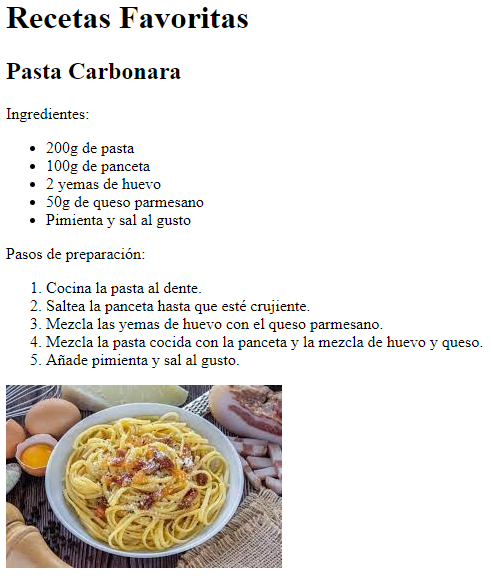 Recetas Favoritas
Pasta Carbonara
Ingredientes:
• 200g de pasta
• 100g de panceta
• 2 yemas de huevo
• 50g de queso parmesano
• Pimienta y sal al gusto
Pasos de preparación:
1. Cocina la pasta al dente.
2. Saltea la panceta hasta que esté crujiente.
3. Mezcla las yemas de huevo con el queso parmesano.
4. Mezcla la pasta cocida con la panceta y la mezcla de huevo y queso.
5. Añade pimienta y sal al gusto.